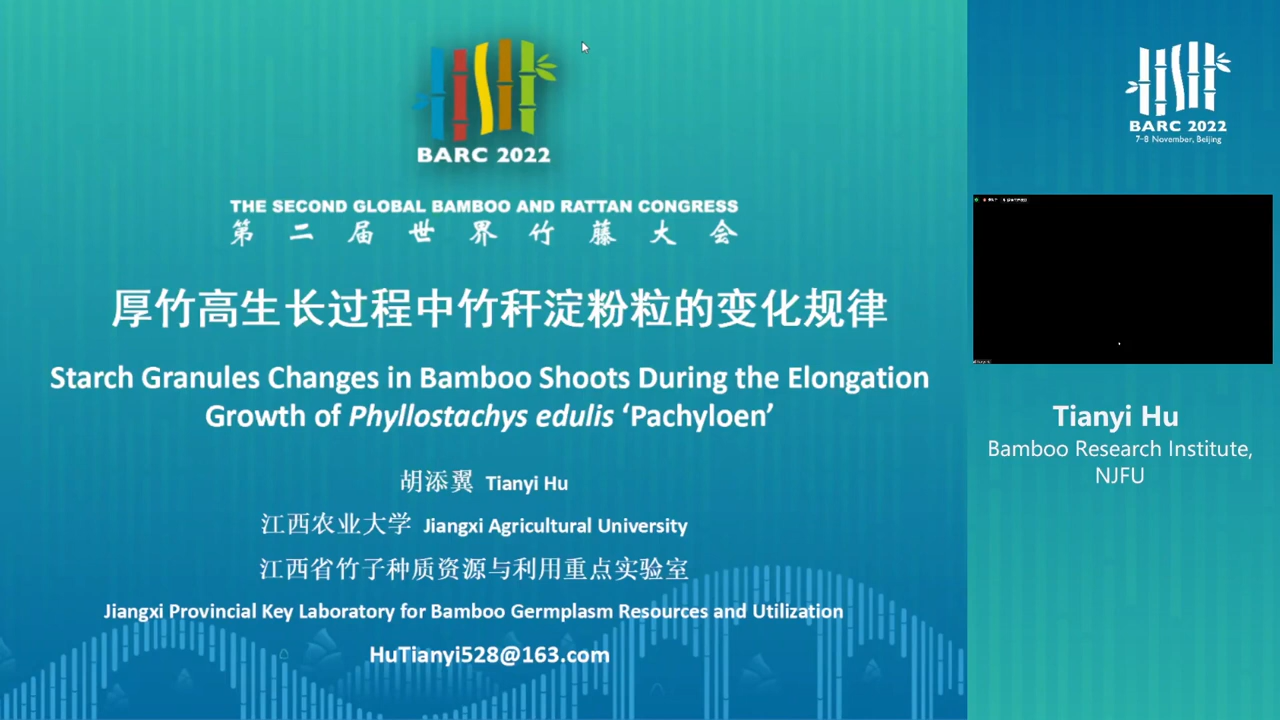 BARC 2022
THE SECOND GLOBAL BAMBOO AND RATTAN CONGRESS
第二届世界竹藤大会
厚竹高生长过程中竹秆淀粉粒的变化规律
Starch Granules Changes in Bamboo Shoots During the Elongation
Growth of Phyllostachys edulis ‘Pachyloen’
胡添翼 Tianyi Hu
江西农业大学 Jiangxi Agricultural University
江西省竹子种质资源与利用重点实验室
Jiangxi Provincial Key Laboratory for Bamboo Germplasm Resources and Utilization
HuTianyi528@163.com
BARC 2022
7-8 November, Beijing
Tianyi Hu
Bamboo Research Institute,
NJFU